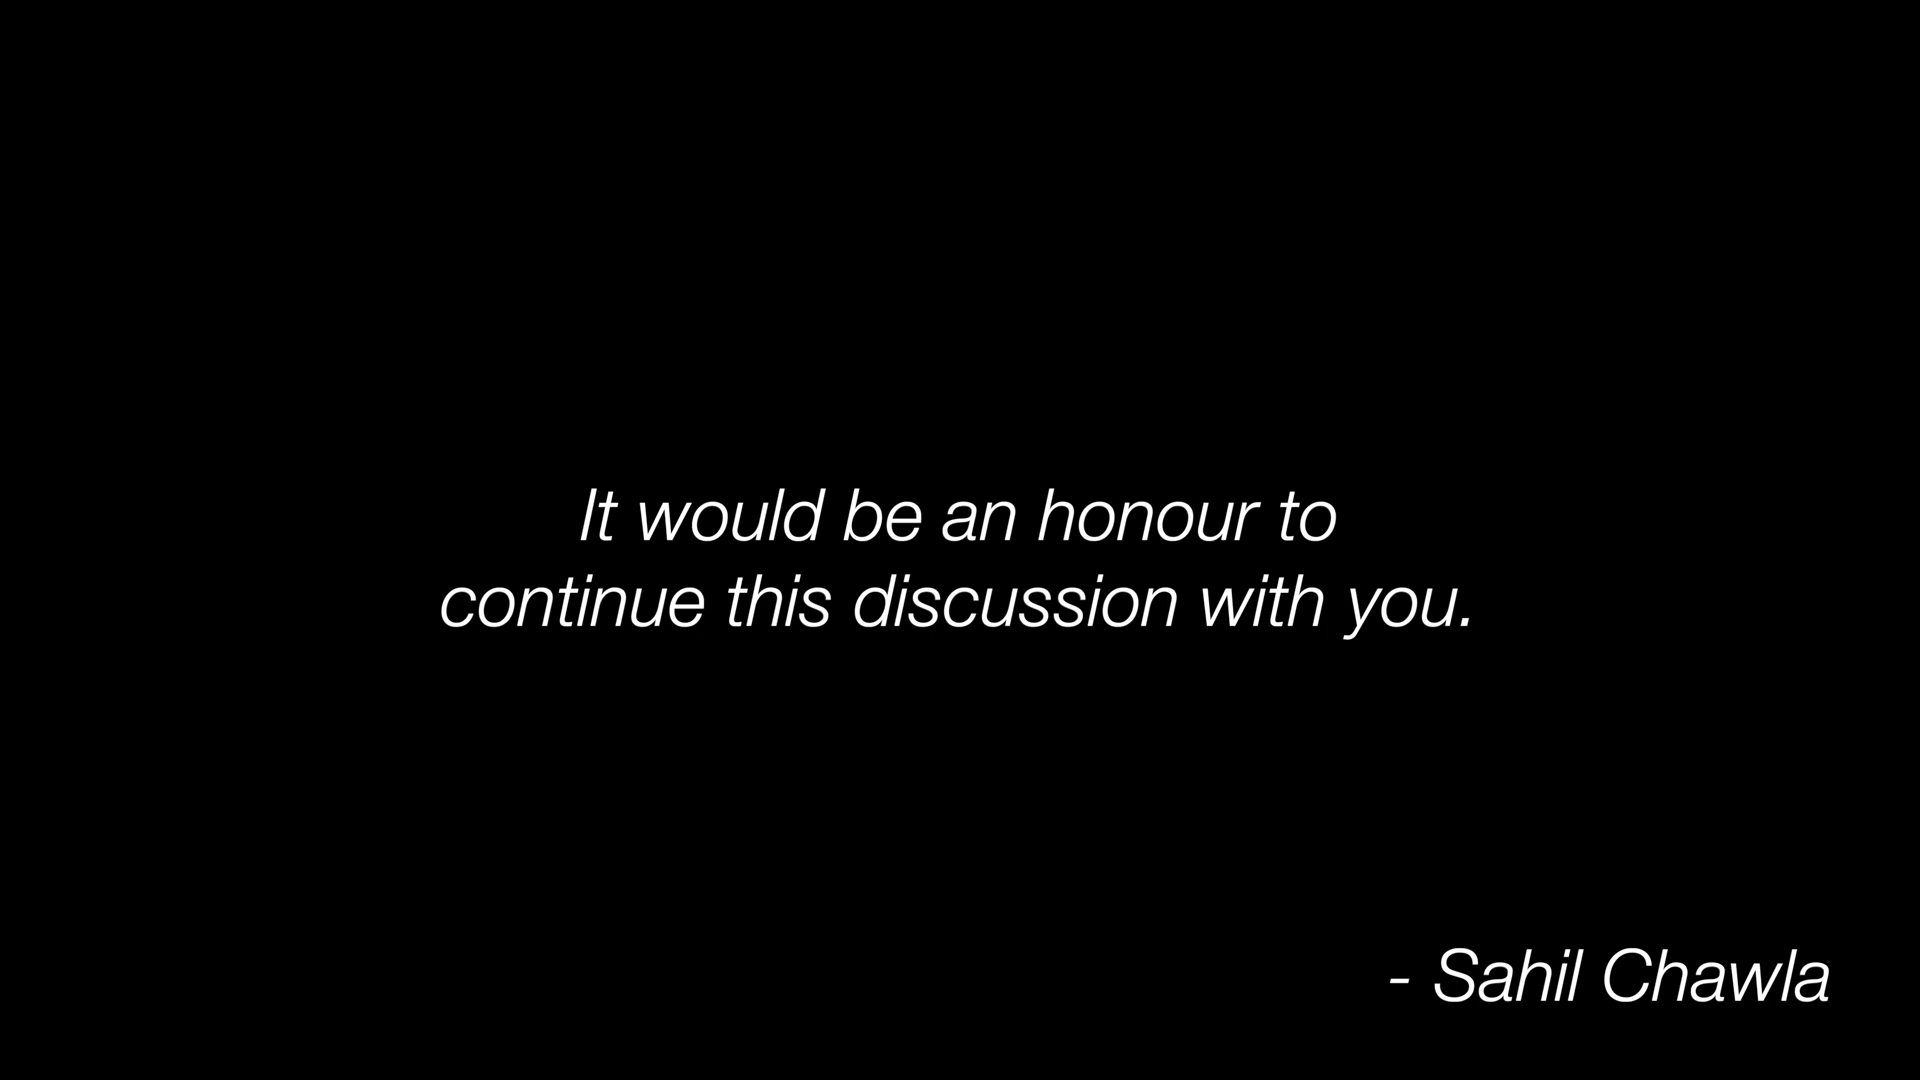 It would be an honour to
continue this discussion with you.
- Sahil Chawla